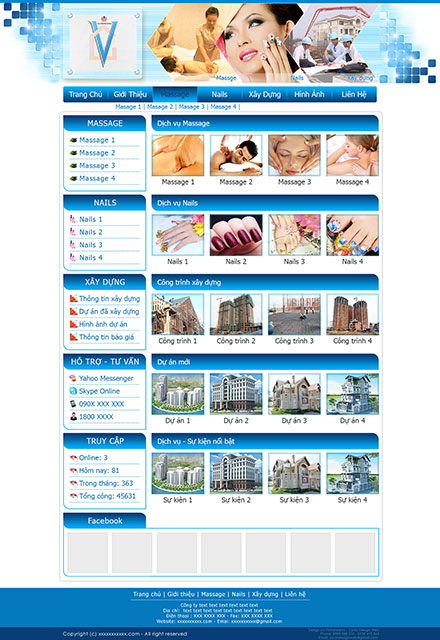 V
Massge Nails Xây Dựng
Trang Chủ Giới Thiệu Massage Nails Xây Dựng Hình Ảnh Liên Hệ
Masage 1 | Masage 2 | Masage 3 | Masage 4 |
MASSAGE
Massage 1
Massage 2
Massage 3
Massage 4
Dịch vụ Massage
Massage 1 Massage 2 Massage 3 Massage 4
NAILS
Nails 1
Nails 2
Nails 3
Nails 4
Dịch vụ Nails
Nails 1 Nails 2 Nails 3 Nails 4
XÂY DỰNG
Thông tin xây dựng
Dự án đã xây dựng
Hình ảnh dự án
Thông tin báo giá
Công trình xây dựng
Công trình 1 Công trình 2 Công trình 3 Công trình 4
HỖ TRỢ - TƯ VẤN
Yahoo Messenger
Skype Online
090X XXX XXX
1800 XXXX
Dự án mới
Dự án 1 Dự án 2 Dự án 3 Dự án 4
TRUY CẬP
Online: 3
Hôm nay: 81
Trong tháng: 363
Tổng cộng: 45631
Dịch vụ - Sự kiện nổi bật
Sự kiện 1 Sự kiện 2 Sự kiện 3 Sự kiện 4
Facebook
Trang chủ | Giới thiệu | Massage | Nails | Xây dựng | Liên hệ
Công ty text text text text text text
Địa chỉ: text text text text text text text text text
Điện thoại : XXX XXXX XXX - Fax: XXX XXXX XXX
Website: xxxxxxxxxx.com - Emai: xxxxxxxxxx@gmail.com
Copyright (c) xxxxxxxxxxx.com - All right reserved